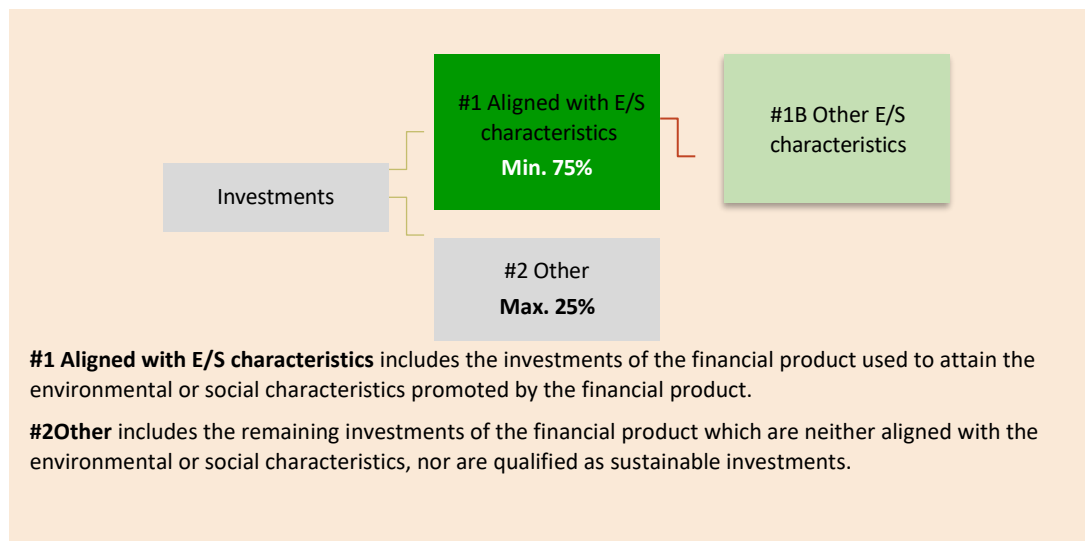 #1 Aligned with E/S
characteristics
Min. 75%
#1B Other E/S
characteristics
Investments
#2 Other
Max. 25%
#1 Aligned with E/S characteristics includes the investments of the financial product used to attain the
environmental or social characteristics promoted by the financial product.
#2Other includes the remaining investments of the financial product which are neither aligned with the
environmental or social characteristics, nor are qualified as sustainable investments.